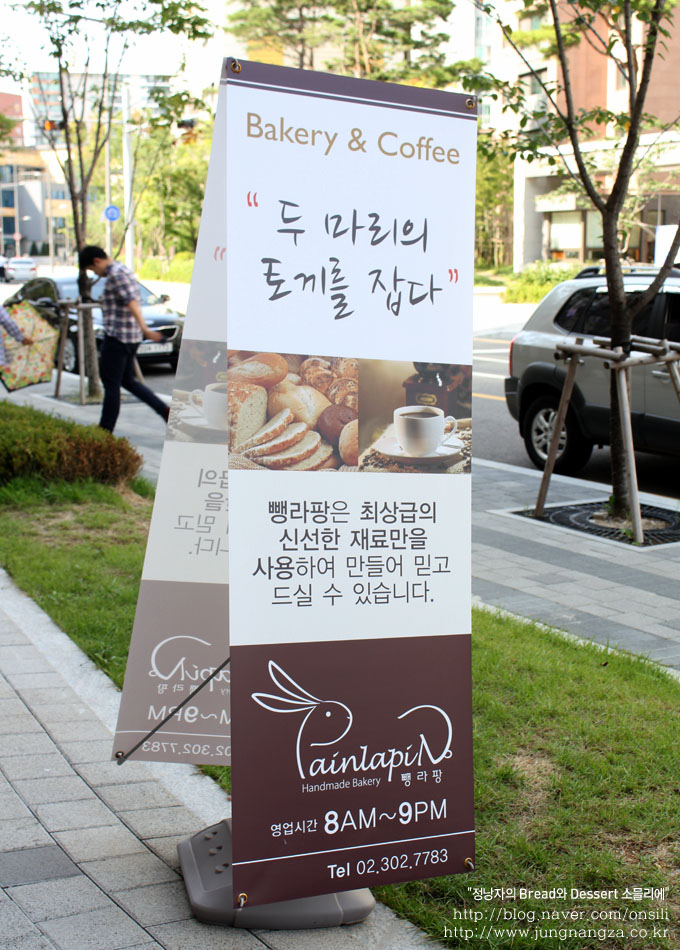 Bakery & Coffee
“두 마리의
토끼를 잡다”
뺑라팡은 최상급의
신선한 재료만을
사용하여 만들어 믿고
드실 수 있습니다.
PainlapiN
Handmade Bakery 뺑라팡
영업시간 8AM~9PM
Tel 02.302.7783
"정낭자의 Bread와 Dessert 소믈리에"
http://blog.naver.com/onsili
http://www.jungnangza.co.kr